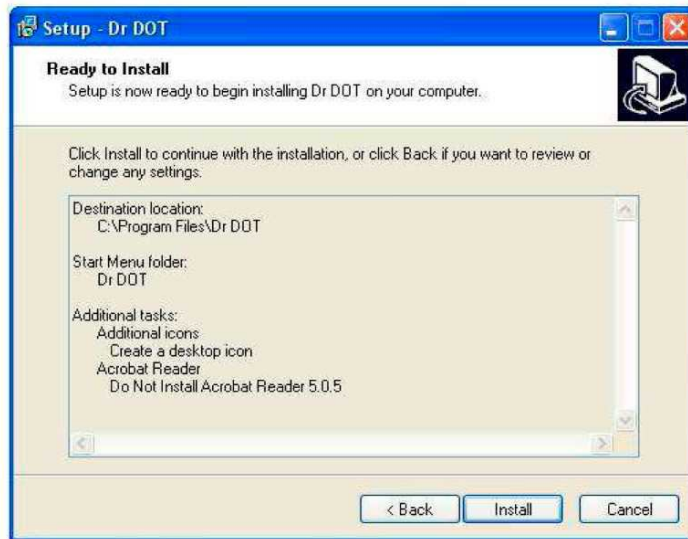 Setup - Dr DOT
Ready to Install
Setup is now ready to begin installing Dr DOT on your computer.
Click Install to continue with the installation, or click Back if you want to review or
change any settings.
Destination location:
C:\Program Files\Dr DOT
Start Menu folder:
Dr DOT
Additional tasks:
Additional icons
Create a desktop icon
Acrobat Reader
Do Not Install Acrobat Reader 5.0.5
< Back Install Cancel